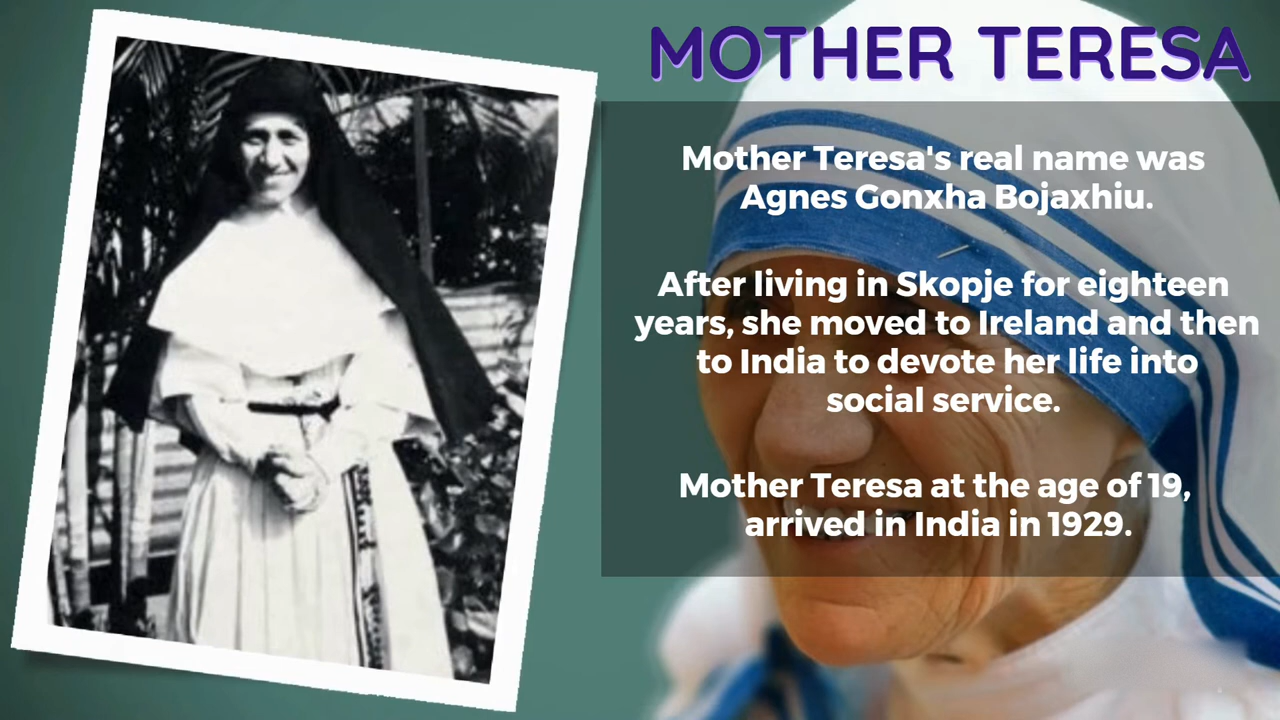 MOTHER TERESA
Mother Teresa's real name was
Agnes Gonxha Bojaxhiu.
After living in Skopje for eighteen
years, she moved to Ireland and then
to India to devote her life into
social service.
Mother Teresa at the age of 19,
arrived in India in 1929.